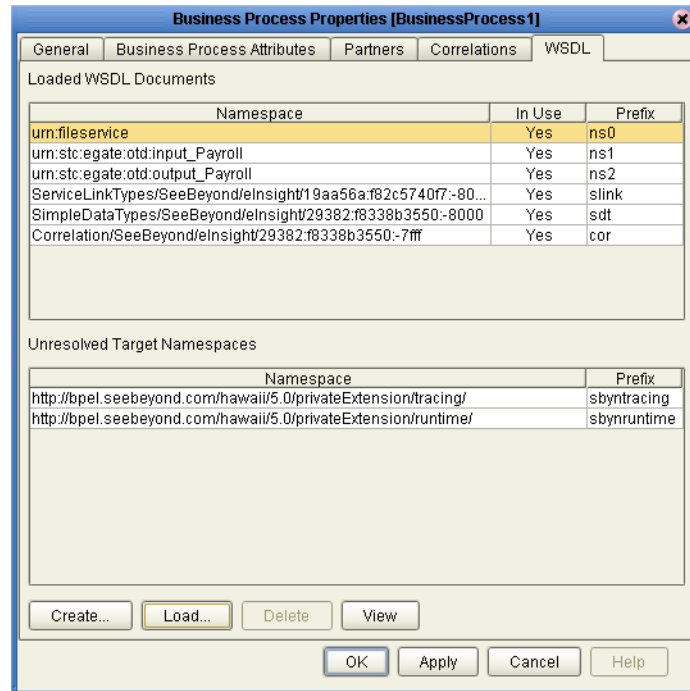 Business Process Properties [BusinessProcess1]
General Business Process Attributes Partners Correlations WSDL
Loaded WSDL Documents
Namespace In Use Prefix
urn:fileservice Yes ns0
urn:stc:egate:otd:input_Payroll Yes ns1
urn:stc:egate:otd:output_Payroll Yes ns2
ServiceLinkTypes/SeeBeyond/eInsight/19aa56a:f82c5740f7:-80... Yes slink
SimpleDataTypes/SeeBeyond/eInsight/29382:f8338b3550:-8000 Yes sdt
Correlation/SeeBeyond/eInsight/29382:f8338b3550:-7fff Yes cor
Unresolved Target Namespaces
Namespace Prefix
http://bpel.seebeyond.com/hawaii/5.0/privateExtension/tracing/ sbyntracing
http://bpel.seebeyond.com/hawaii/5.0/privateExtension/runtime/ sbynruntime
Create... Load... Delete View
OK Apply Cancel Help